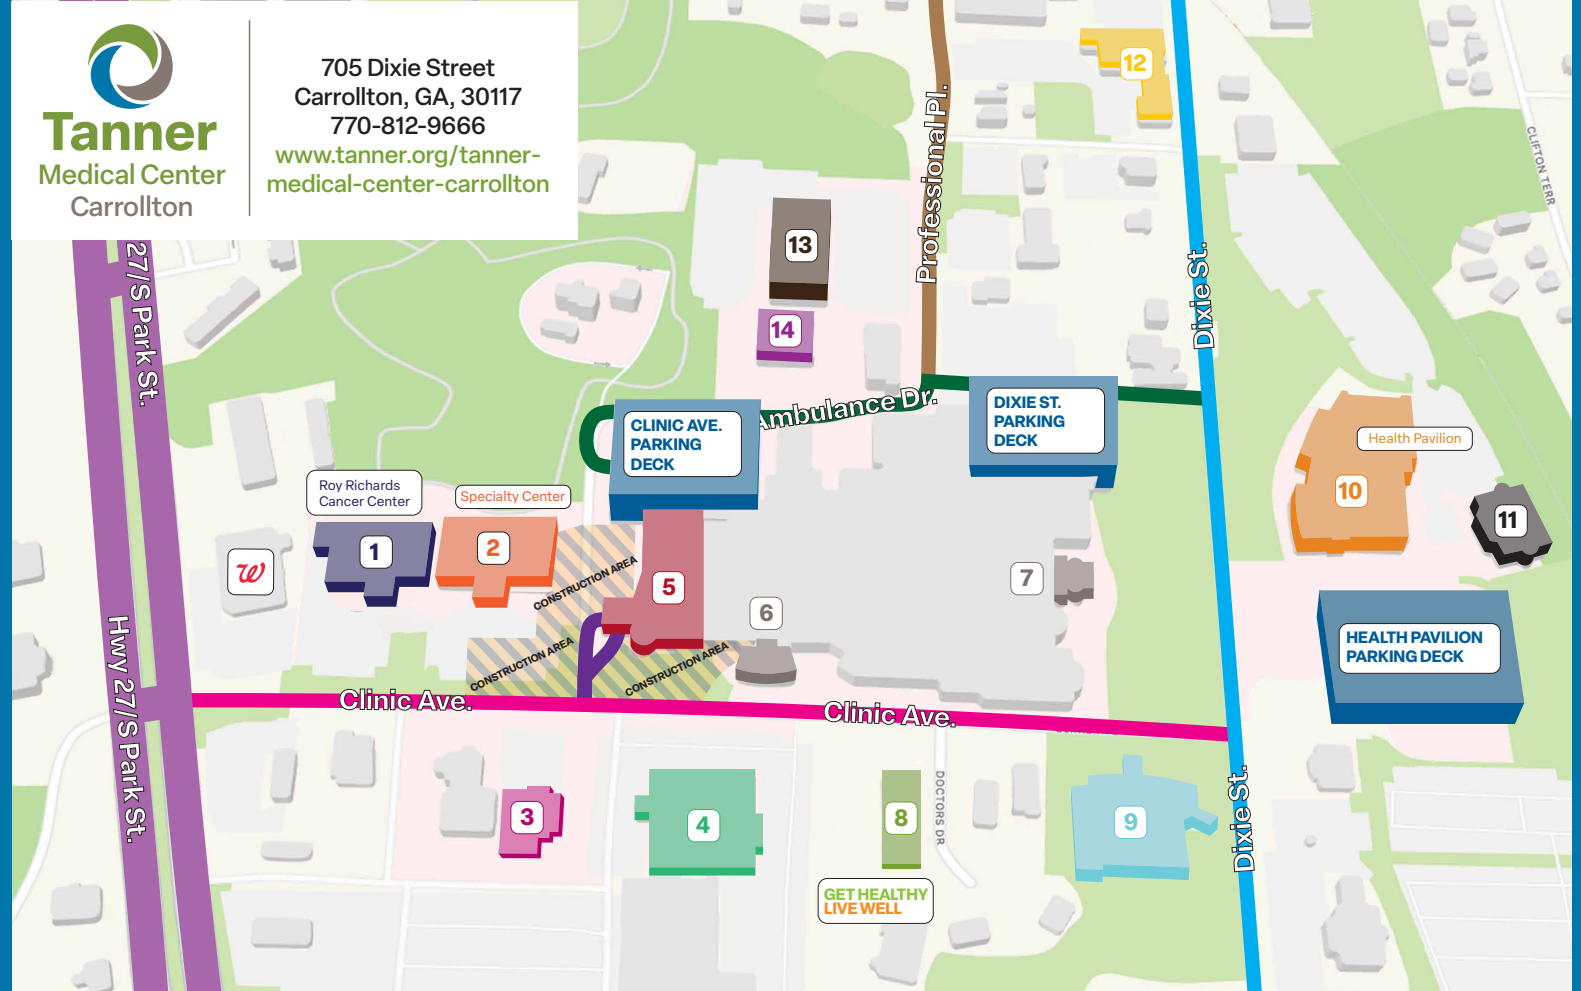 Tanner
Medical Center
Carrollton
705 Dixie Street
Carrollton, GA, 30117
770-812-9666
www.tanner.org/tanner-
medical-center-carrollton
12
Professional Pl.
CLIFTON TERR
27/S Park St.
13
Dixie St.
14
Ambulance Dr.
CLINIC AVE.
PARKING
DECK
DIXIE ST.
PARKING
DECK
Health Pavilion
Roy Richards
Cancer Center
Specialty Center
10
11
1
2
W
CONSTRUCTION AREA
5
7
6
CONSTRUCTION AREA
CONSTRUCTION AREA
HEALTH PAVILION
PARKING DECK
Hwy 27/S Park St.
Clinic Ave.
Clinic Ave.
DOCTORS DR
Dixie St.
3
4
8
9
GET HEALTHY
LIVE WELL